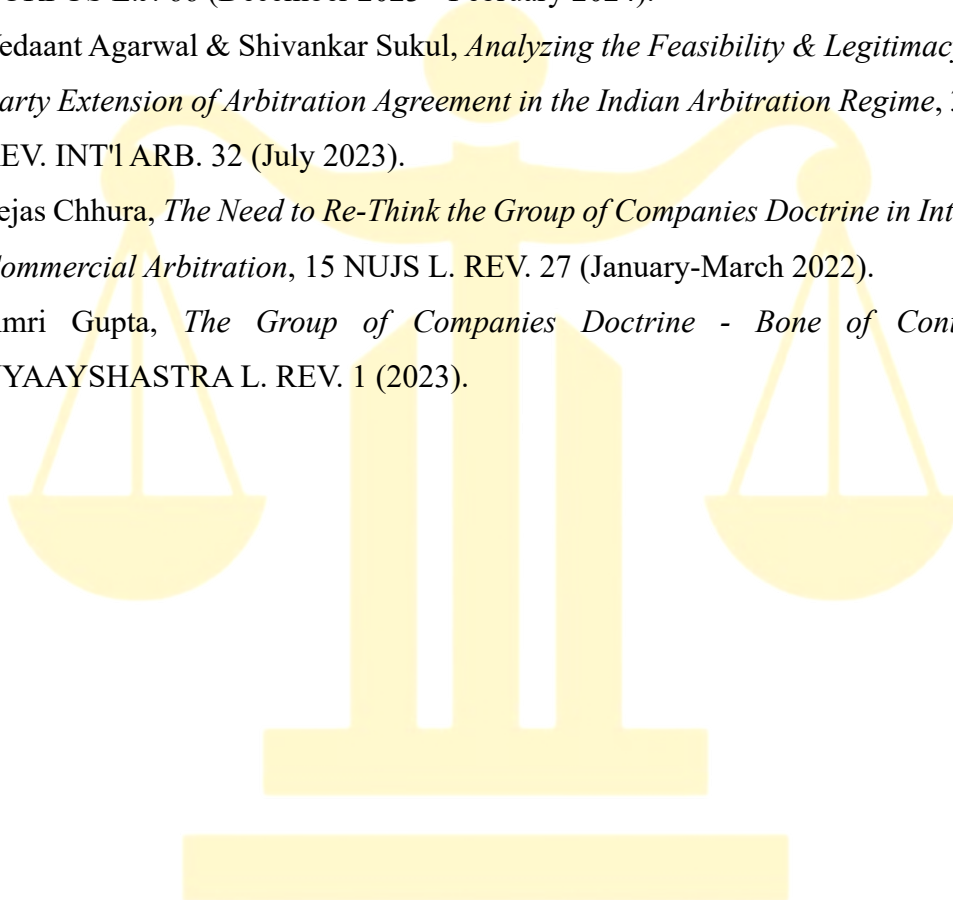 edaant Agarwal & Shivankar Sukul, Analyzing the Feasibility & Legitimacy
arty Extension of Arbitration Agreement in the Indian Arbitration Regime,
EV. INT'l ARB. 32 (July 2023).
ejas Chhura, The Need to Re-Think the Group of Companies Doctrine in Int
ommercial Arbitration, 15 NUJS L. REV. 27 (January-March 2022).
mri Gupta, The Group of Companies Doctrine - Bone of Con
YAAYSHASTRA L. REV. 1 (2023).